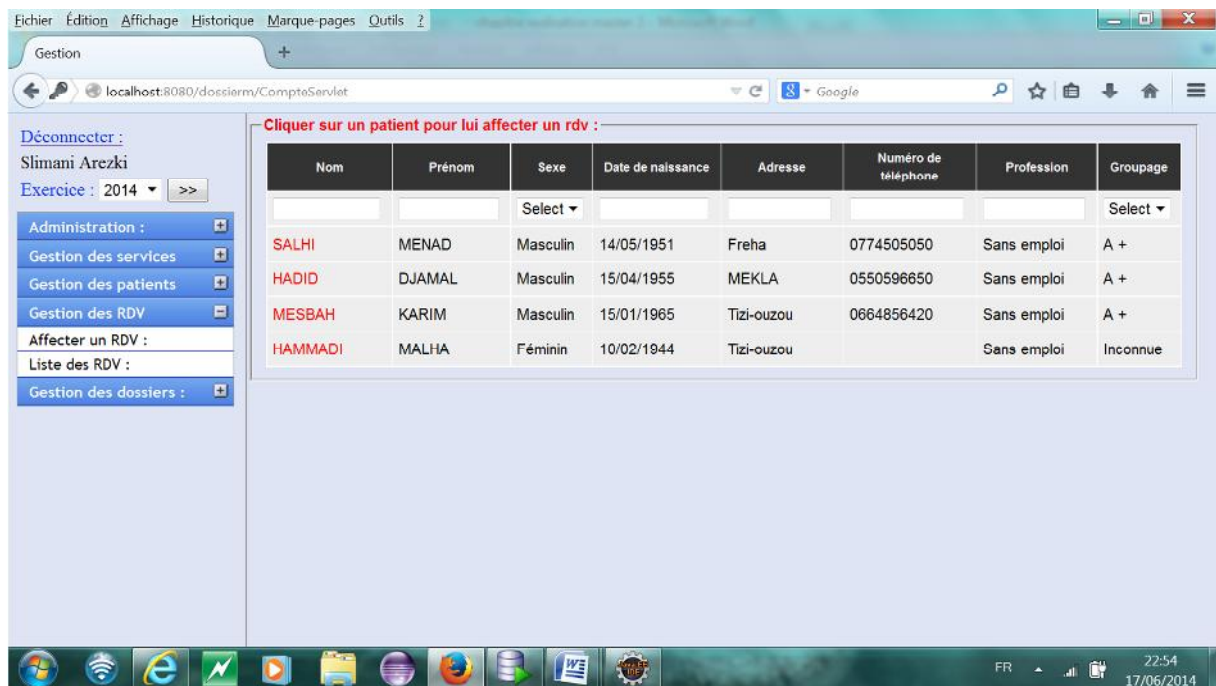 Fichier Édition Affichage Historique Marque-pages Outils ?
Gestion
+
localhost:8080/dossierm/CompteServlet
8 Google
Déconnecter :
Slimani Arezki
Exercice : 2014 >>
Administration :
Gestion des services
Gestion des patients
Gestion des RDV
Affecter un RDV :
Liste des RDV :
Gestion des dossiers :
Cliquer sur un patient pour lui affecter un rdv :
Nom Prénom Sexe Date de naissance Adresse Numéro de téléphone Profession Groupage
Select Select
SALHI MENAD Masculin 14/05/1951 Freha 0774505050 Sans emploi A +
HADID DJAMAL Masculin 15/04/1955 MEKLA 0550596650 Sans emploi A +
MESBAH KARIM Masculin 15/01/1965 Tizi-ouzou 0664856420 Sans emploi A +
HAMMADI MALHA Féminin 10/02/1944 Tizi-ouzou Sans emploi Inconnue
FR
22:54
17/06/2014